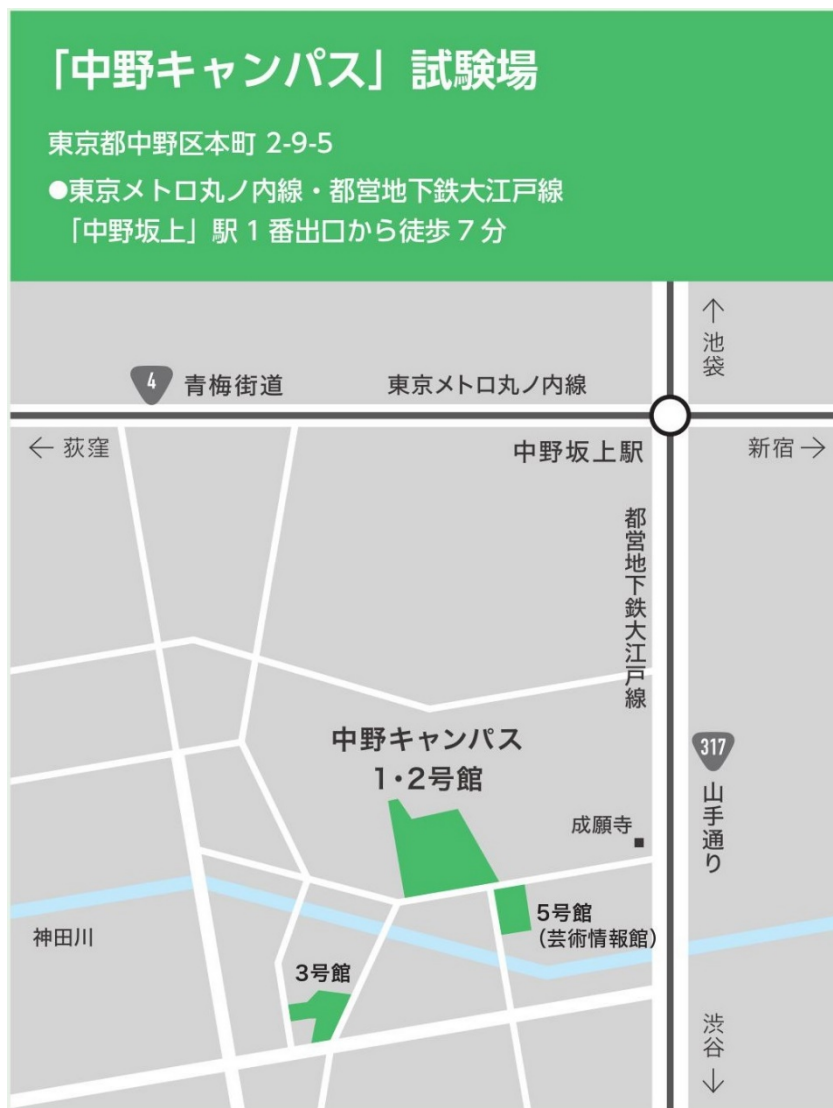 「中野キャンパス」試験場
東京都中野区本町 2-9-5
●東京メトロ丸ノ内線・都営地下鉄大江戸線
「中野坂上」駅 1 番出口から徒歩 7 分
↑
池袋
4 青梅街道
東京メトロ丸ノ内線
← 荻窪
中野坂上駅
新宿 →
都営地下鉄大江戸線
中野キャンパス
1・2号館
317
山手通り
成願寺
5号館
（芸術情報館）
神田川
3号館
渋谷
↓